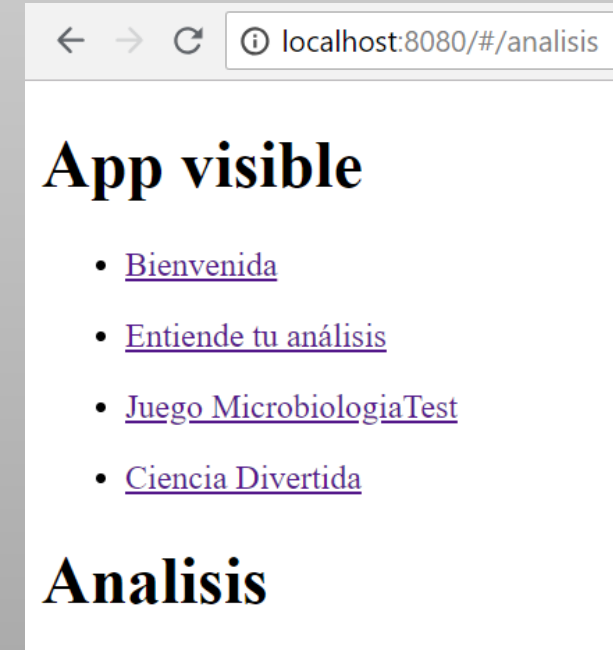 localhost:8080/#/analisis
App visible
Bienvenida
Entiende tu análisis
Juego MicrobiologiaTest
Ciencia Divertida
Analisis